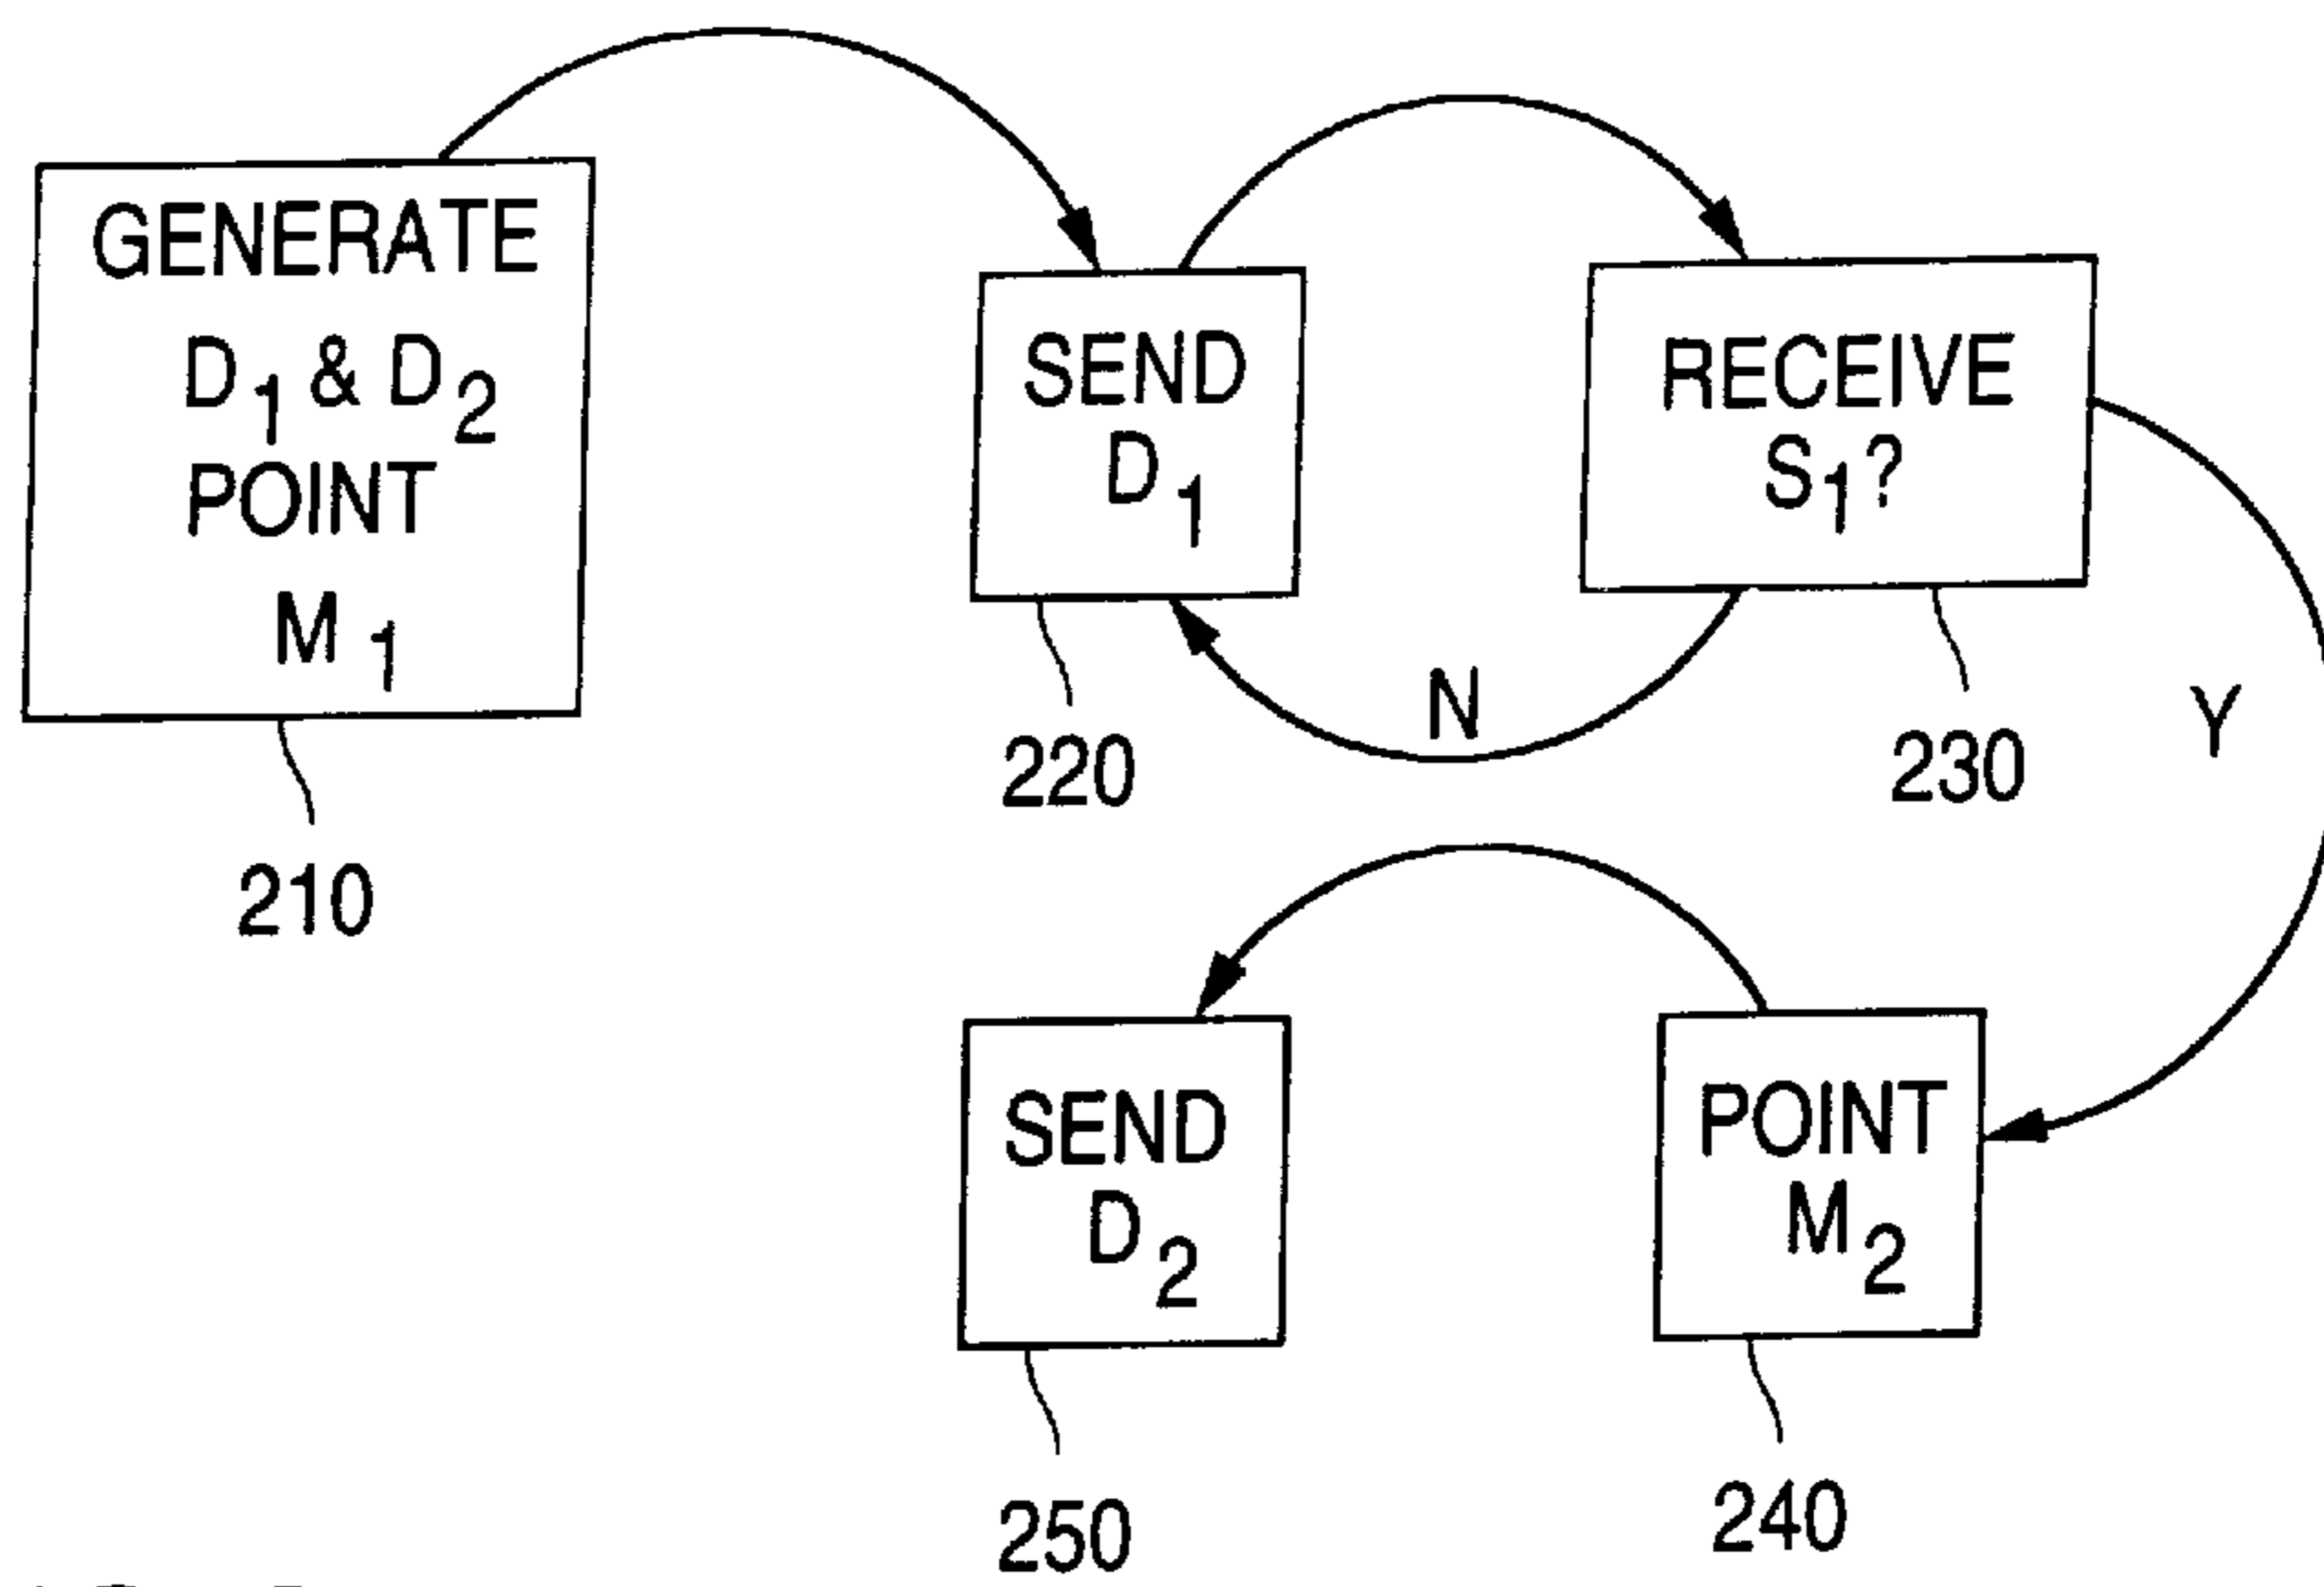 GENERATE
D1 & D2
POINT
M1
210
SEND
D1
220
RECEIVE
S1?
230
N
Y
SEND
D2
250
POINT
M2
240